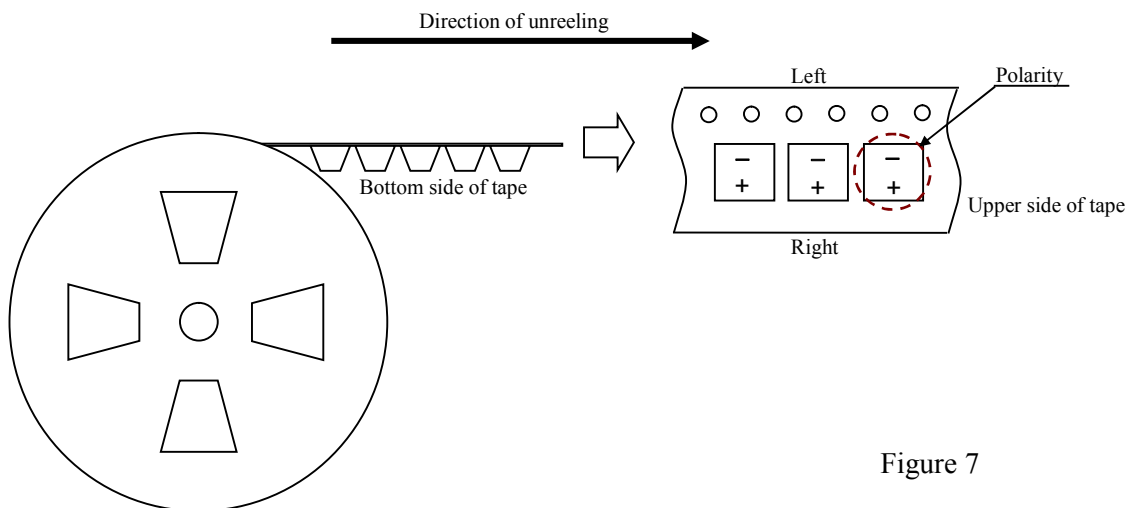 Direction of unreeling
Polarity
Left
− − −
+ + +
Bottom side of tape
Upper side of tape
Right
Figure 7